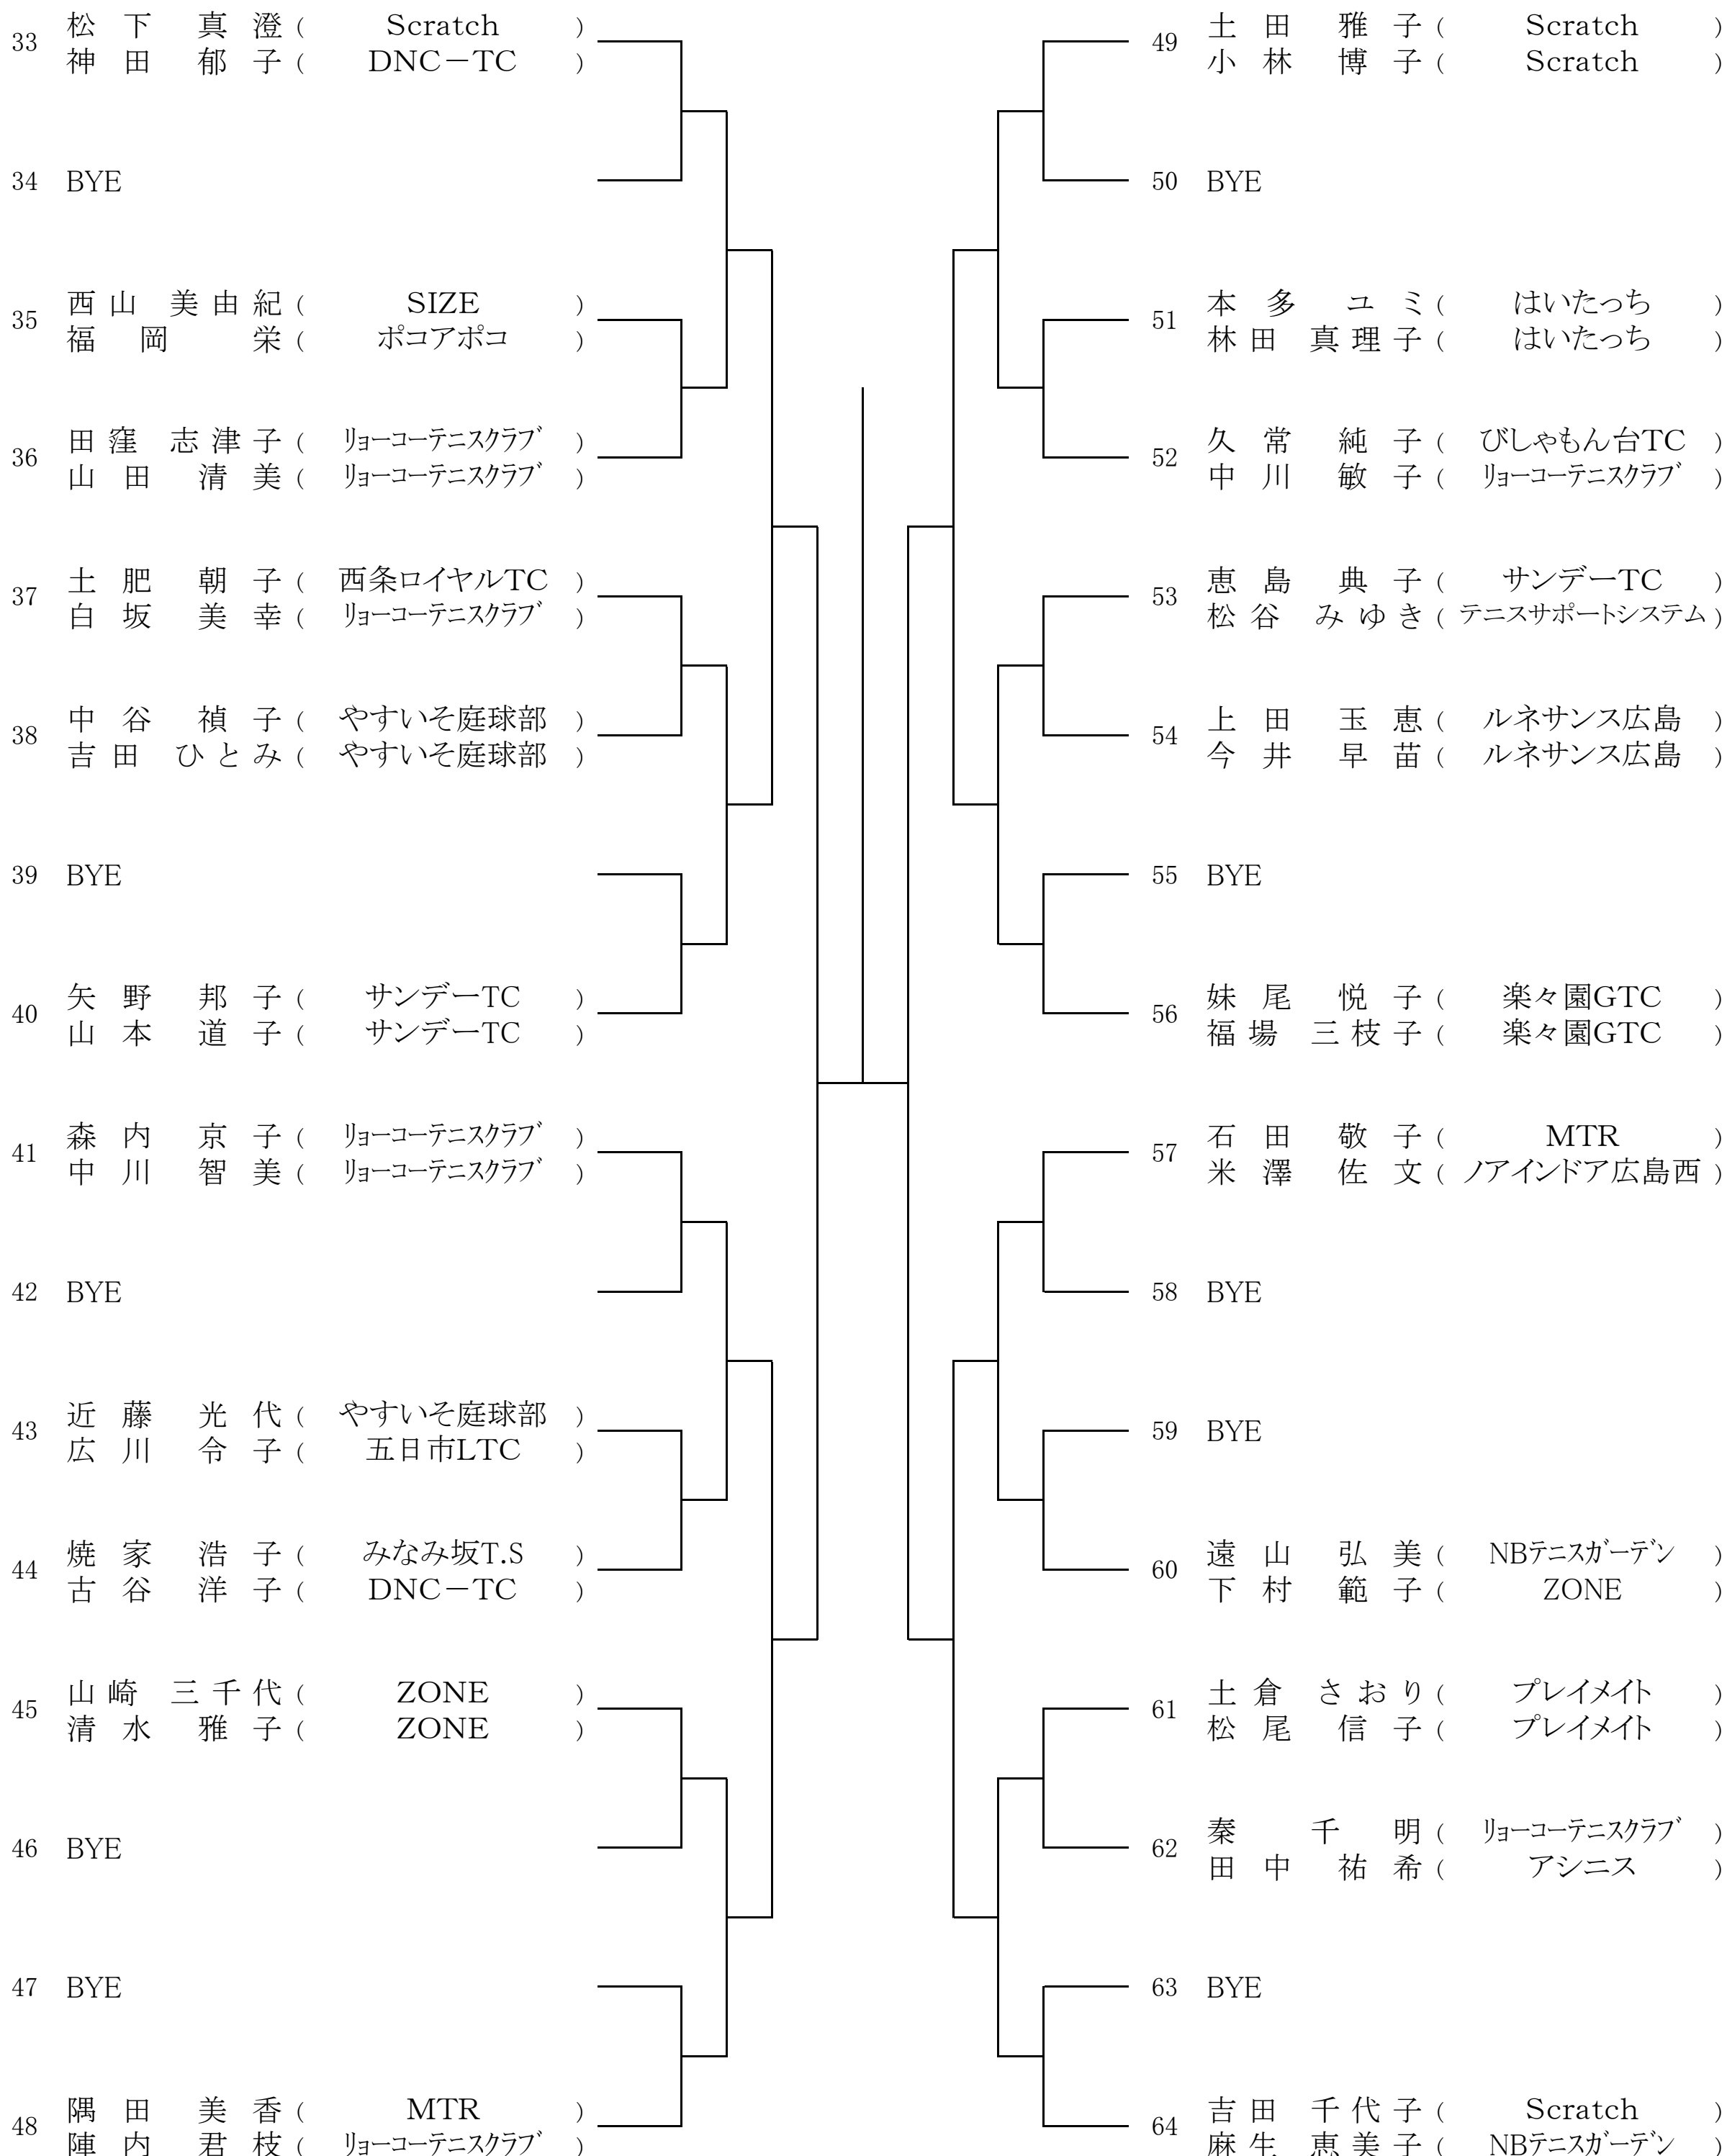 33 松下 真澄 ( Scratch )
神田 郁子 ( DNC－TC )
34 BYE
35 西山 美由紀 ( SIZE )
福岡 栄 ( ポコアポコ )
36 田窪 志津子 ( ﾘｮーコーテニスクラブ )
山田 清美 ( ﾘｮーコーテニスクラブ )
37 土肥 朝子 ( 西条ロイヤルTC )
白坂 美幸 ( ﾘｮーコーテニスクラブ )
38 中谷 禎子 ( やすいそ庭球部 )
吉田 ひとみ ( やすいそ庭球部 )
39 BYE
40 矢野 邦子 ( サンデーTC )
山本 道子 ( サンデーTC )
41 森内 京子 ( ﾘｮーコーテニスクラブ )
中川 智美 ( ﾘｮーコーテニスクラブ )
42 BYE
43 近藤 光代 ( やすいそ庭球部 )
広川 令子 ( 五日市LTC )
44 焼家 浩子 ( みなみ坂T.S )
古谷 洋子 ( DNC－TC )
45 山崎 三千代 ( ZONE )
清水 雅子 ( ZONE )
46 BYE
47 BYE
48 隅田 美香 ( MTR )
陣内 君枝 ( ﾘｮーコーテニスクラブ )
49 土田 雅子 ( Scratch )
小林 博子 ( Scratch )
50 BYE
51 本多 ユミ ( はいたっち )
林田 真理子 ( はいたっち )
52 久常 純子 ( びしゃもん台TC )
中川 敏子 ( ﾘｮーコーテニスクラブ )
53 恵島 典子 ( サンデーTC )
松谷 みゆき ( テニスサポートシステム )
54 上田 玉恵 ( ルネサンス広島 )
今井 早苗 ( ルネサンス広島 )
55 BYE
56 妹尾 悦子 ( 楽々園GTC )
福場 三枝子 ( 楽々園GTC )
57 石田 敬子 ( MTR )
米澤 佐文 ( ノアインドア広島西 )
58 BYE
59 BYE
60 遠山 弘美 ( NBテニスガーデン )
下村 範子 ( ZONE )
61 土倉 さおり ( プレイメイト )
松尾 信子 ( プレイメイト )
62 秦 千明 ( ﾘｮーコーテニスクラブ )
田中 祐希 ( アシニス )
63 BYE
64 吉田 千代子 ( Scratch )
麻生 恵美子 ( NBテニスガーデン )